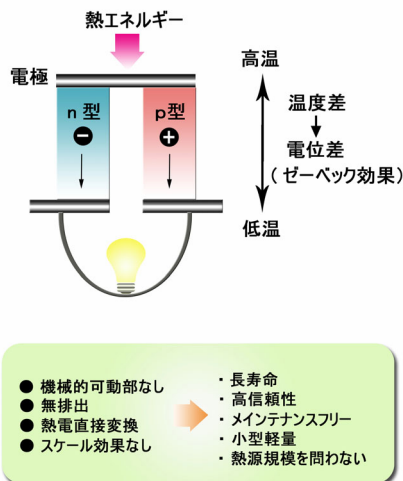 熱エネルギー
電極
n 型
p型
高温
温度差
電位差
(ゼーベック効果)
低温
● 機械的可動部なし
● 無排出
● 熱電直接変換
● スケール効果なし
・長寿命
・高信頼性
・メインテナンスフリー
・小型軽量
・熱源規模を問わない